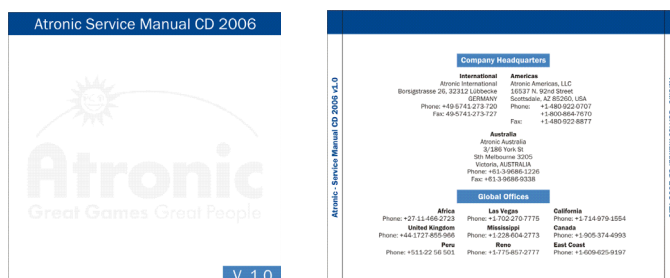 Atronic Service Manual CD 2006
Atronic
Great Games Great People
V. 1.0
Atronic - Service Manual CD 2006 v1.0
Company Headquarters
International
Atronic International
Borsigstrasse 26, 32312 Lübbecke
GERMANY
Phone: +49-5741-273-720
Fax: +49-5741-273-727
Americas
Atronic Americas, LLC
16537 N. 92nd Street
Scottsdale, AZ 85260, USA
Phone: +1-480-922-0707
+1-800-864-7670
Fax: +1-480-922-8877
Australia
Atronic Australia
3/186 York St
Sth Melbourne 3205
Victoria, AUSTRALIA
Phone: +61-3-9686-1226
Fax: +61-3-9686-9338
Global Offices
Africa
Phone: +27-11-466-2723
Las Vegas
Phone: +1-702-270-7775
California
Phone: +1-714-979-1554
United Kingdom
Phone: +44-1727-855-966
Mississippi
Phone: +1-228-604-2773
Canada
Phone: +1-905-374-4993
Peru
Phone: +511-22 56 501
Reno
Phone: +1-775-857-2777
East Coast
Phone: +1-609-625-9197